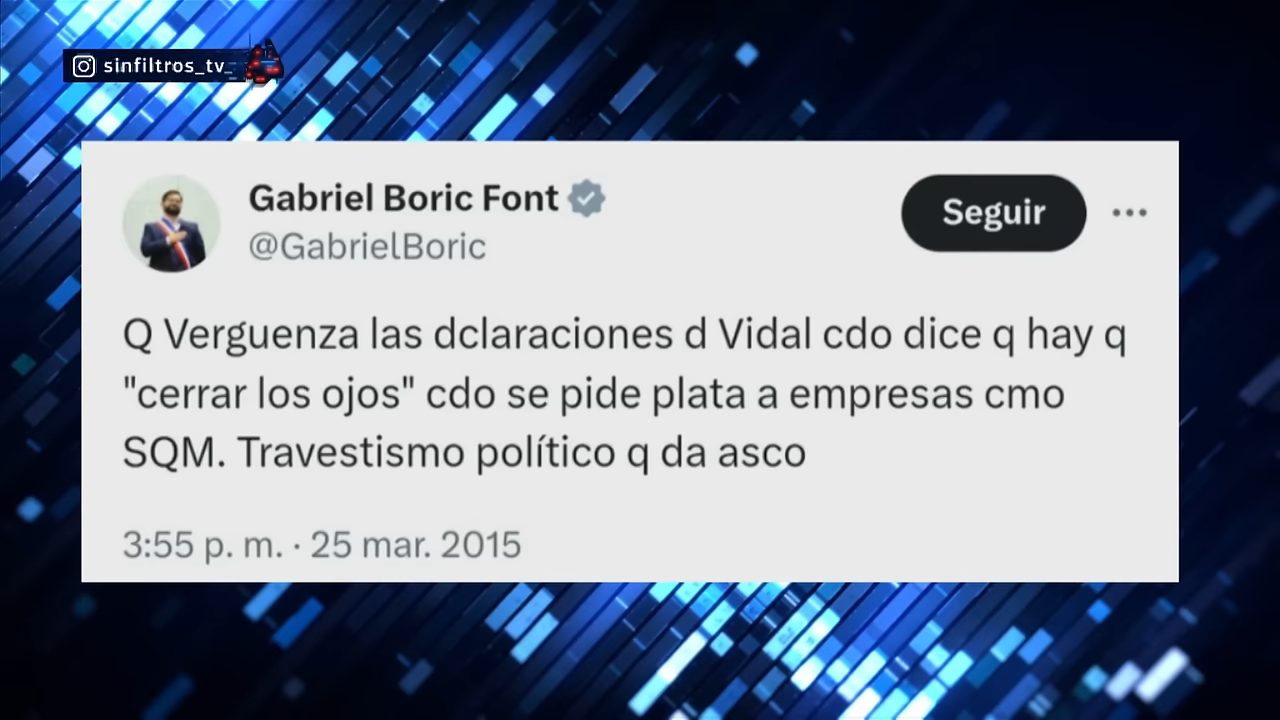 sinfiltros_tv_
Gabriel Boric Font
@GabrielBoric
Seguir
Q Verguenza las dclaraciones d Vidal cdo dice q hay q
"cerrar los ojos" cdo se pide plata a empresas cmo
SQM. Travestismo político q da asco
3:55 p. m. · 25 mar. 2015